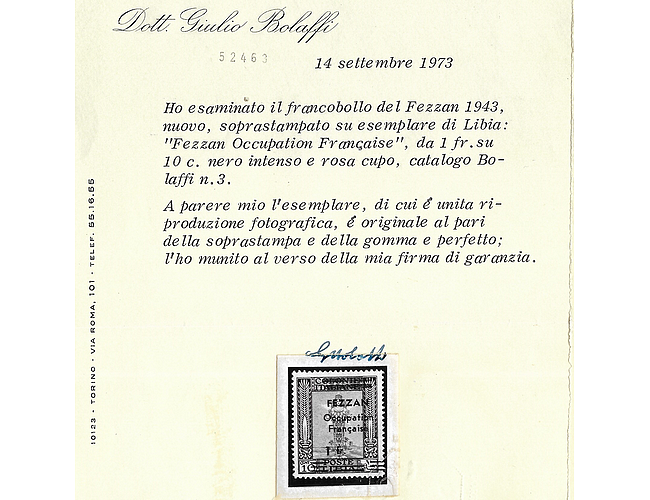 Dott. Giulio Bolaffi
52463
14 settembre 1973
Ho esaminato il francobollo del Fezzan 1943,
nuovo, soprastampato su esemplare di Libia:
"Fezzan Occupation Française", da 1 fr. su
10 c. nero intenso e rosa cupo, catalogo Bo-
laffi n. 3.
A parere mio l'esemplare, di cui é unita ri-
produzione fotografica, é originale al pari
della soprastampa e della gomma e perfetto;
l'ho munito al verso della mia firma di garanzia.
10123 - TORINO - VIA ROMA, 101 - TELEF. 55.16.55
FEZZAN
Occupation
Française
1 fr.
POSTE